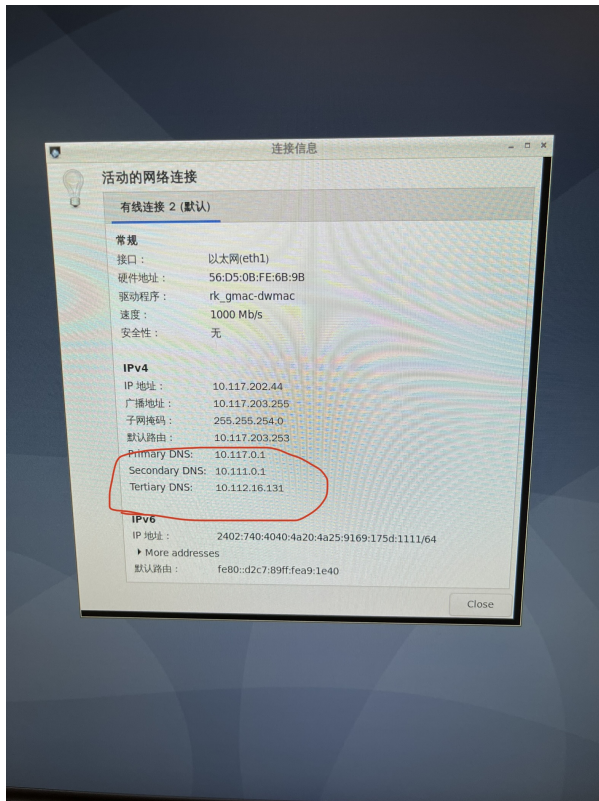 连接信息
活动的网络连接
有线连接 2 (默认)
常规
接口： 以太网(eth1)
硬件地址： 56:D5:0B:FE:6B:9B
驱动程序： rk_gmac-dwmac
速度： 1000 Mb/s
安全性： 无
IPv4
IP 地址： 10.117.202.44
广播地址： 10.117.203.255
子网掩码： 255.255.254.0
默认路由： 10.117.203.253
Primary DNS: 10.117.0.1
Secondary DNS: 10.111.0.1
Tertiary DNS: 10.112.16.131
IPv6
IP 地址： 2402:740:4040:4a20:4a25:9169:175d:1111/64
More addresses
默认路由： fe80::d2c7:89ff:fea9:1e40
Close